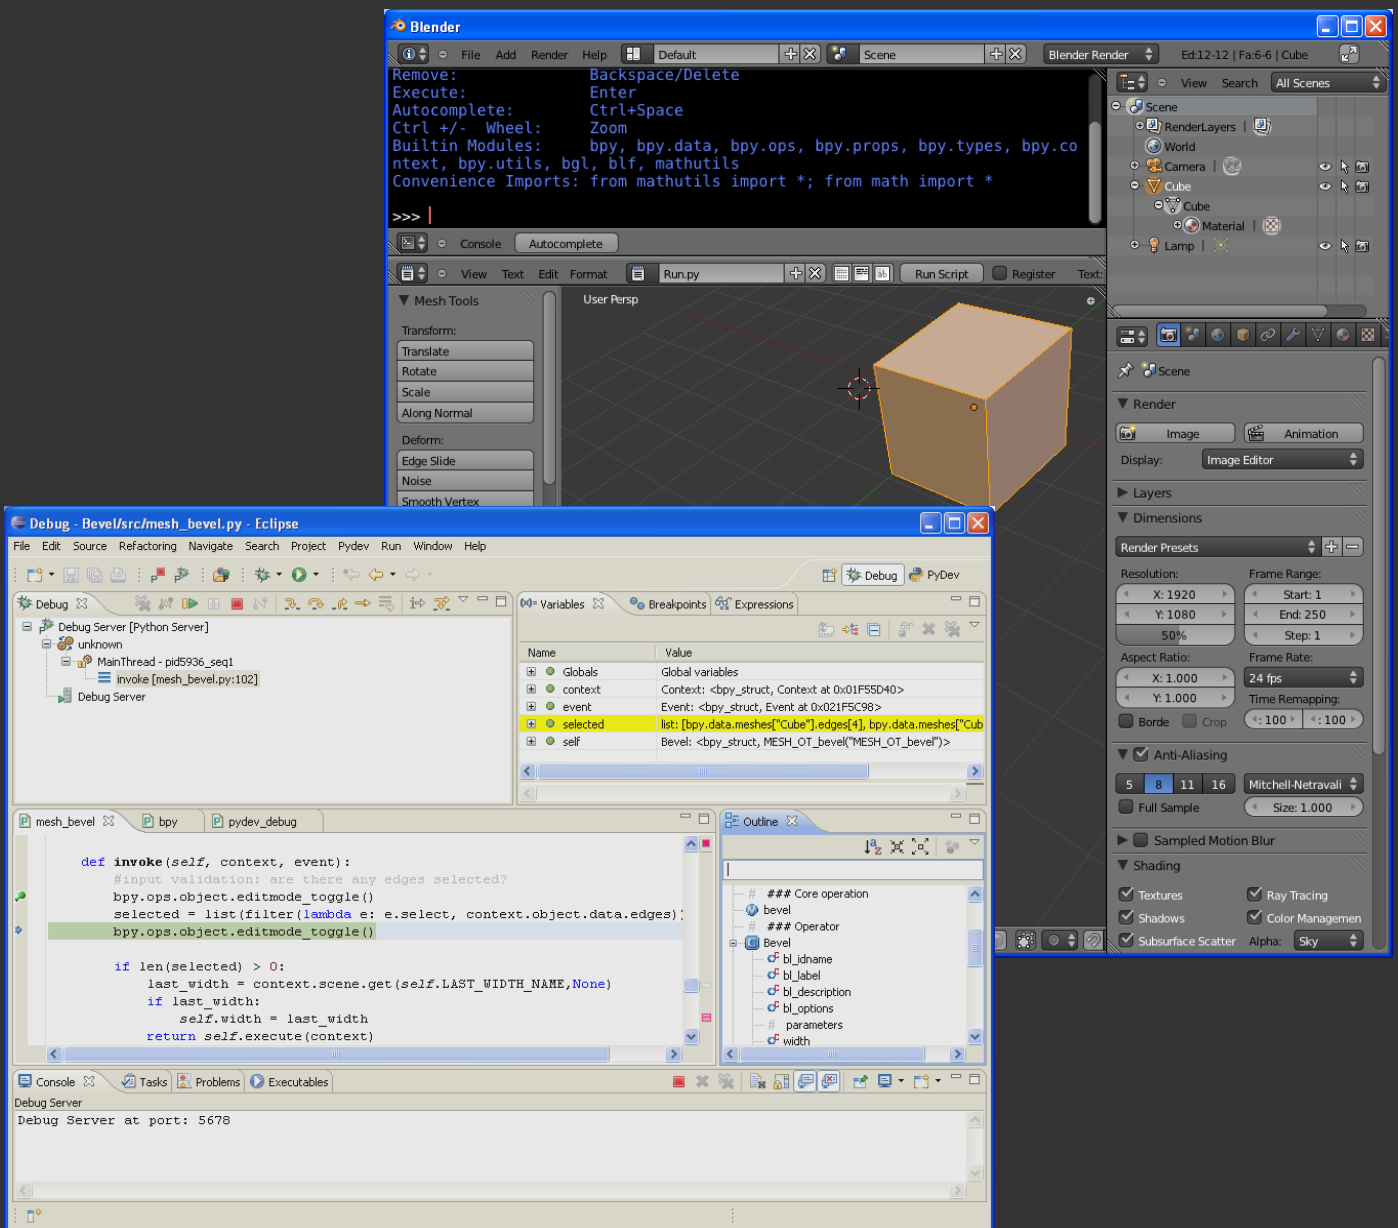 Blender
File Add Render Help Default Scene Blender Render Ed:12-12 | Fa:6-6 | Cube
Remove: Backspace/Delete
Execute: Enter
Autocomplete: Ctrl+Space
Ctrl +/- Wheel: Zoom
Builtin Modules: bpy, bpy.data, bpy.ops, bpy.props, bpy.types, bpy.co
ntext, bpy.utils, bgl, blf, mathutils
Convenience Imports: from mathutils import *; from math import *
>>>
Console Autocomplete
View Text Edit Format Run.py Run Script Register Text:
Mesh Tools
Transform:
Translate
Rotate
Scale
Along Normal
Deform:
Edge Slide
Noise
Smooth Vertex
User Persp
View Search All Scenes
Scene
RenderLayers |
World
Camera |
Cube
Cube
Material |
Lamp |
Scene
Render
Image Animation
Display: Image Editor
Layers
Dimensions
Render Presets
Resolution: Frame Range:
X: 1920 Start: 1
Y: 1080 End: 250
50% Step: 1
Aspect Ratio: Frame Rate:
X: 1.000 24 fps
Y: 1.000 Time Remapping:
Borde Crop : 100 : 100
Anti-Aliasing
5 8 11 16 Mitchell-Netravali
Full Sample Size: 1.000
Sampled Motion Blur
Shading
Textures Ray Tracing
Shadows Color Managemen
Subsurface Scatter Alpha: Sky
Debug - Bevel/src/mesh_bevel.py - Eclipse
File Edit Source Refactoring Navigate Search Project Pydev Run Window Help
Debug PyDev
Debug
Debug Server [Python Server]
unknown
MainThread - pid5936_seq1
invoke [mesh_bevel.py:102]
Debug Server
(x)= Variables Breakpoints Expressions
Name Value
Globals Global variables
context Context: <bpy_struct, Context at 0x01F55D40>
event Event: <bpy_struct, Event at 0x021F5C98>
selected list: [bpy.data.meshes["Cube"].edges[4], bpy.data.meshes["Cub
self Bevel: <bpy_struct, MESH_OT_bevel("MESH_OT_bevel")>
mesh_bevel bpy pydev_debug
def invoke(self, context, event):
#input validation: are there any edges selected?
bpy.ops.object.editmode_toggle()
selected = list(filter(lambda e: e.select, context.object.data.edges))
bpy.ops.object.editmode_toggle()
if len(selected) > 0:
last_width = context.scene.get(self.LAST_WIDTH_NAME,None)
if last_width:
self.width = last_width
return self.execute(context)
Outline
# ### Core operation
bevel
# ### Operator
Bevel
bl_idname
bl_label
bl_description
bl_options
# parameters
width
Console Tasks Problems Executables
Debug Server
Debug Server at port: 5678